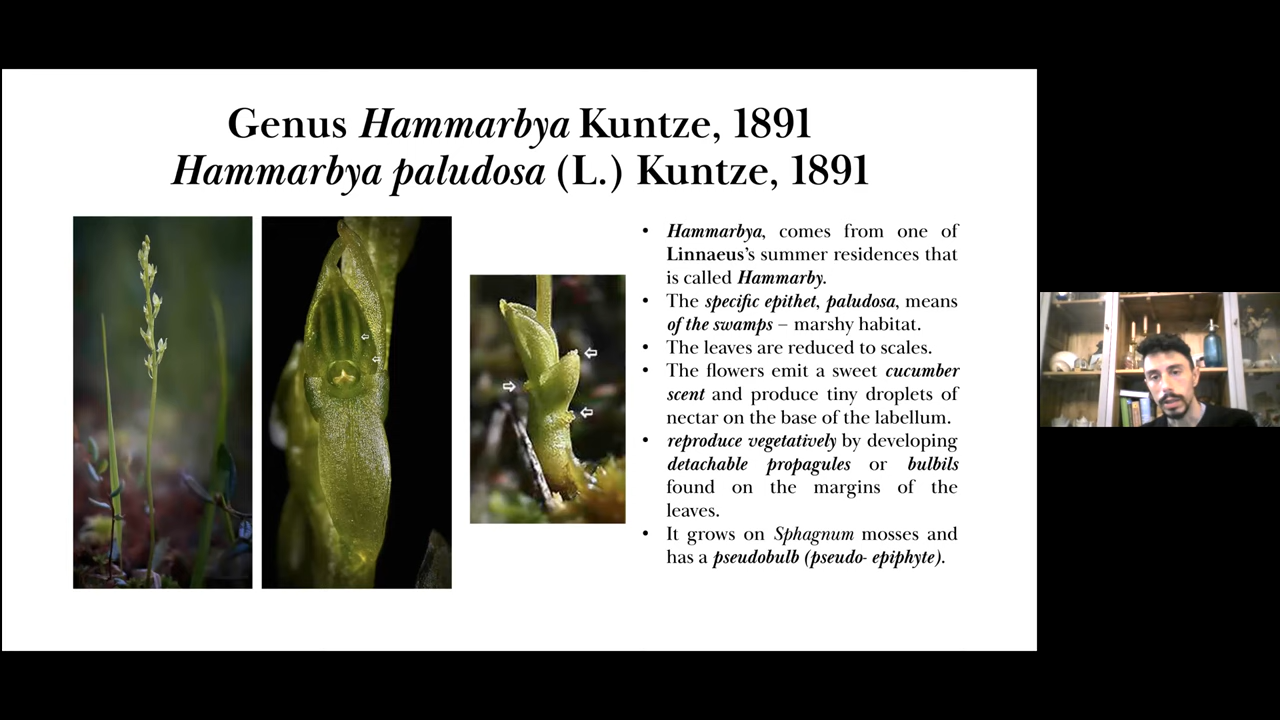 Genus Hammarbya Kuntze, 1891
Hammarbya paludosa (L.) Kuntze, 1891
• Hammarbya, comes from one of
Linnaeus's summer residences that
is called Hammarby.
• The specific epithet, paludosa, means
of the swamps – marshy habitat.
• The leaves are reduced to scales.
• The flowers emit a sweet cucumber
scent and produce tiny droplets of
nectar on the base of the labellum.
• reproduce vegetatively by developing
detachable propagules or bulbils
found on the margins of the
leaves.
• It grows on Sphagnum mosses and
has a pseudobulb (pseudo- epiphyte).